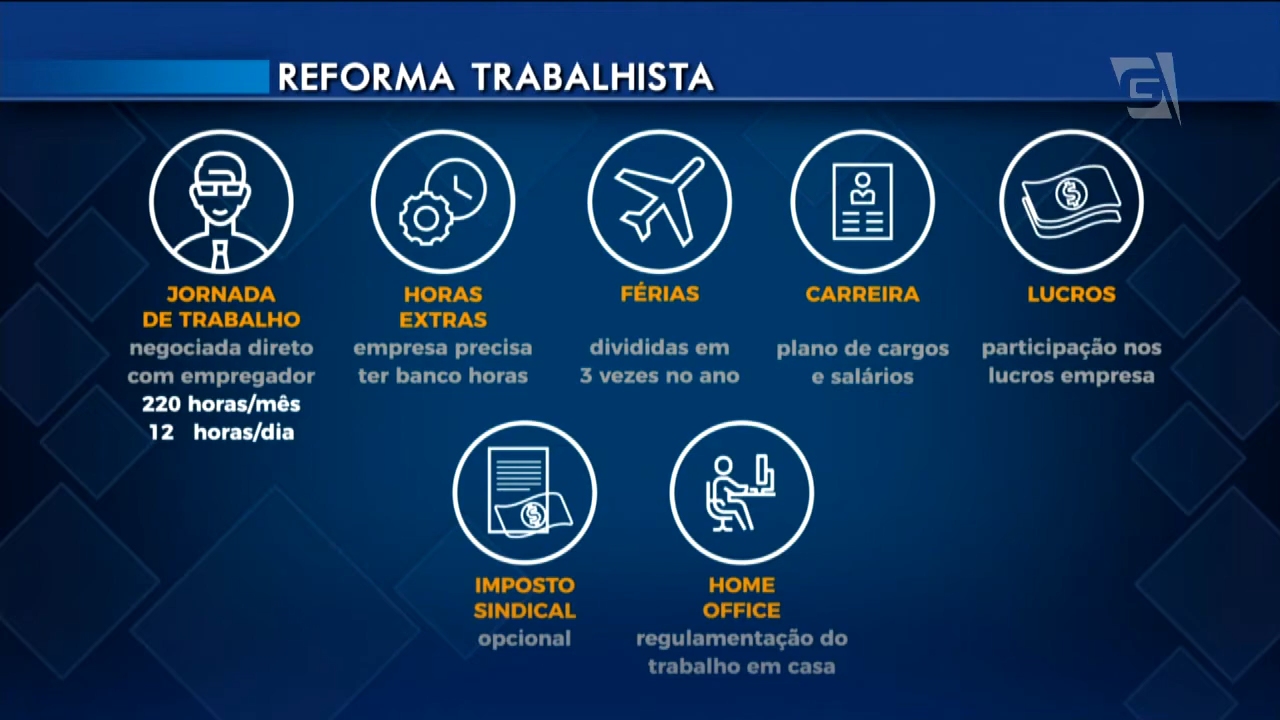 REFORMA TRABALHISTA
JORNADA
DE TRABALHO
negociada direto
com empregador
220 horas/mês
12 horas/dia
HORAS
EXTRAS
empresa precisa
ter banco horas
FÉRIAS
divididas em
3 vezes no ano
CARREIRA
plano de cargos
e salários
LUCROS
participação nos
lucros empresa
IMPOSTO
SINDICAL
opcional
HOME
OFFICE
regulamentação do
trabalho em casa